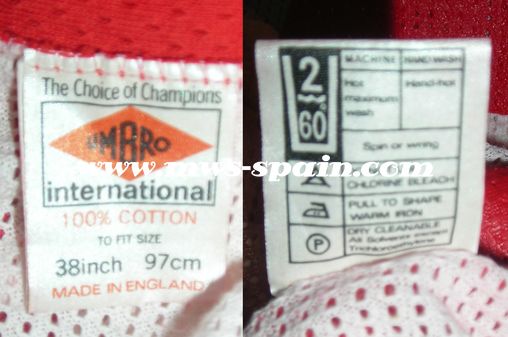 The Choice of Champions
UMBRO
international
100% COTTON
TO FIT SIZE
38inch 97cm
MADE IN ENGLAND
www.mws-spain.com
2
60
MACHINE HAND WASH
Hot maximum wash
Hand-hot
Spin or wring
CHLORINE BLEACH
PULL TO SHAPE
WARM IRON
P
DRY CLEANABLE
All Solvents except
Trichloroethylene